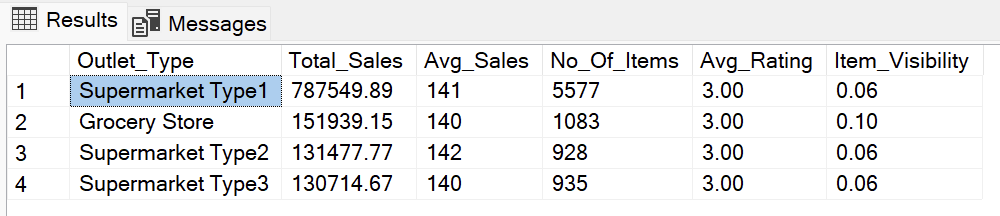 Results Messages
Outlet_Type Total_Sales Avg_Sales No_Of_Items Avg_Rating Item_Visibility
1 Supermarket Type1 787549.89 141 5577 3.00 0.06
2 Grocery Store 151939.15 140 1083 3.00 0.10
3 Supermarket Type2 131477.77 142 928 3.00 0.06
4 Supermarket Type3 130714.67 140 935 3.00 0.06